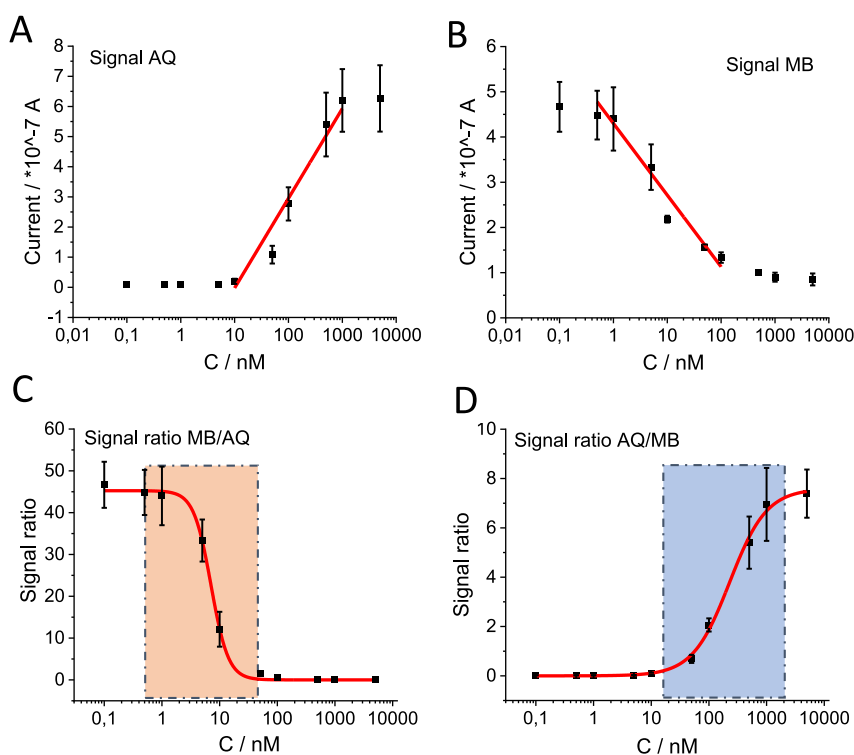 A
Signal AQ
Current / *10^-7 A
8
7
6
5
4
3
2
1
0
-1
0,01 0,1 1 10 100 1000 10000
C / nM
B
Signal MB
Current / *10^-7 A
6
5
4
3
2
1
0
0,1 1 10 100 1000 10000
C / nM
C
Signal ratio MB/AQ
Signal ratio
60
50
40
30
20
10
0
0,1 1 10 100 1000 10000
C / nM
D
Signal ratio AQ/MB
Signal ratio
10
8
6
4
2
0
0,1 1 10 100 1000 10000
C / nM